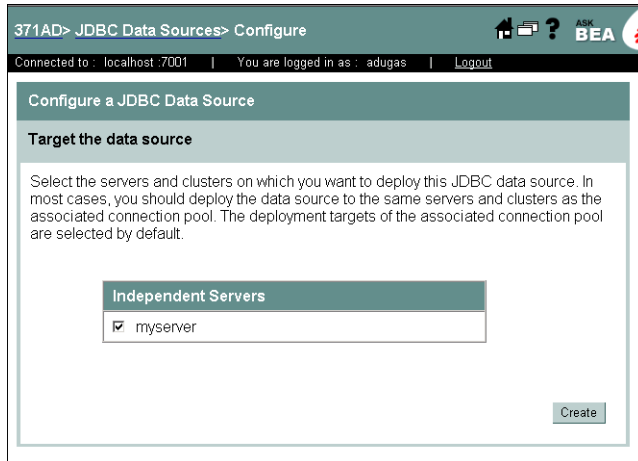 371AD> JDBC Data Sources> Configure
ASK
BEA
Connected to : localhost :7001 | You are logged in as : adugas | Logout
Configure a JDBC Data Source
Target the data source
Select the servers and clusters on which you want to deploy this JDBC data source. In
most cases, you should deploy the data source to the same servers and clusters as the
associated connection pool. The deployment targets of the associated connection pool
are selected by default.
Independent Servers
myserver
Create